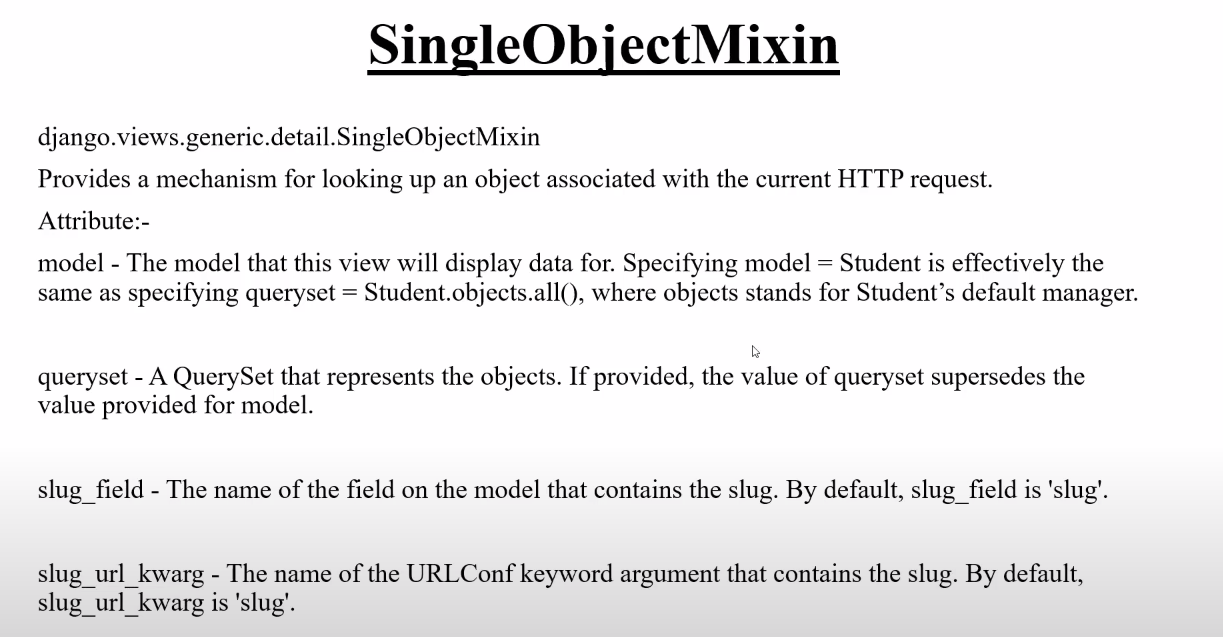 SingleObjectMixin
django.views.generic.detail.SingleObjectMixin
Provides a mechanism for looking up an object associated with the current HTTP request.
Attribute:-
model - The model that this view will display data for. Specifying model = Student is effectively the
same as specifying queryset = Student.objects.all(), where objects stands for Student’s default manager.
queryset - A QuerySet that represents the objects. If provided, the value of queryset supersedes the
value provided for model.
slug_field - The name of the field on the model that contains the slug. By default, slug_field is 'slug'.
slug_url_kwarg - The name of the URLConf keyword argument that contains the slug. By default,
slug_url_kwarg is 'slug'.